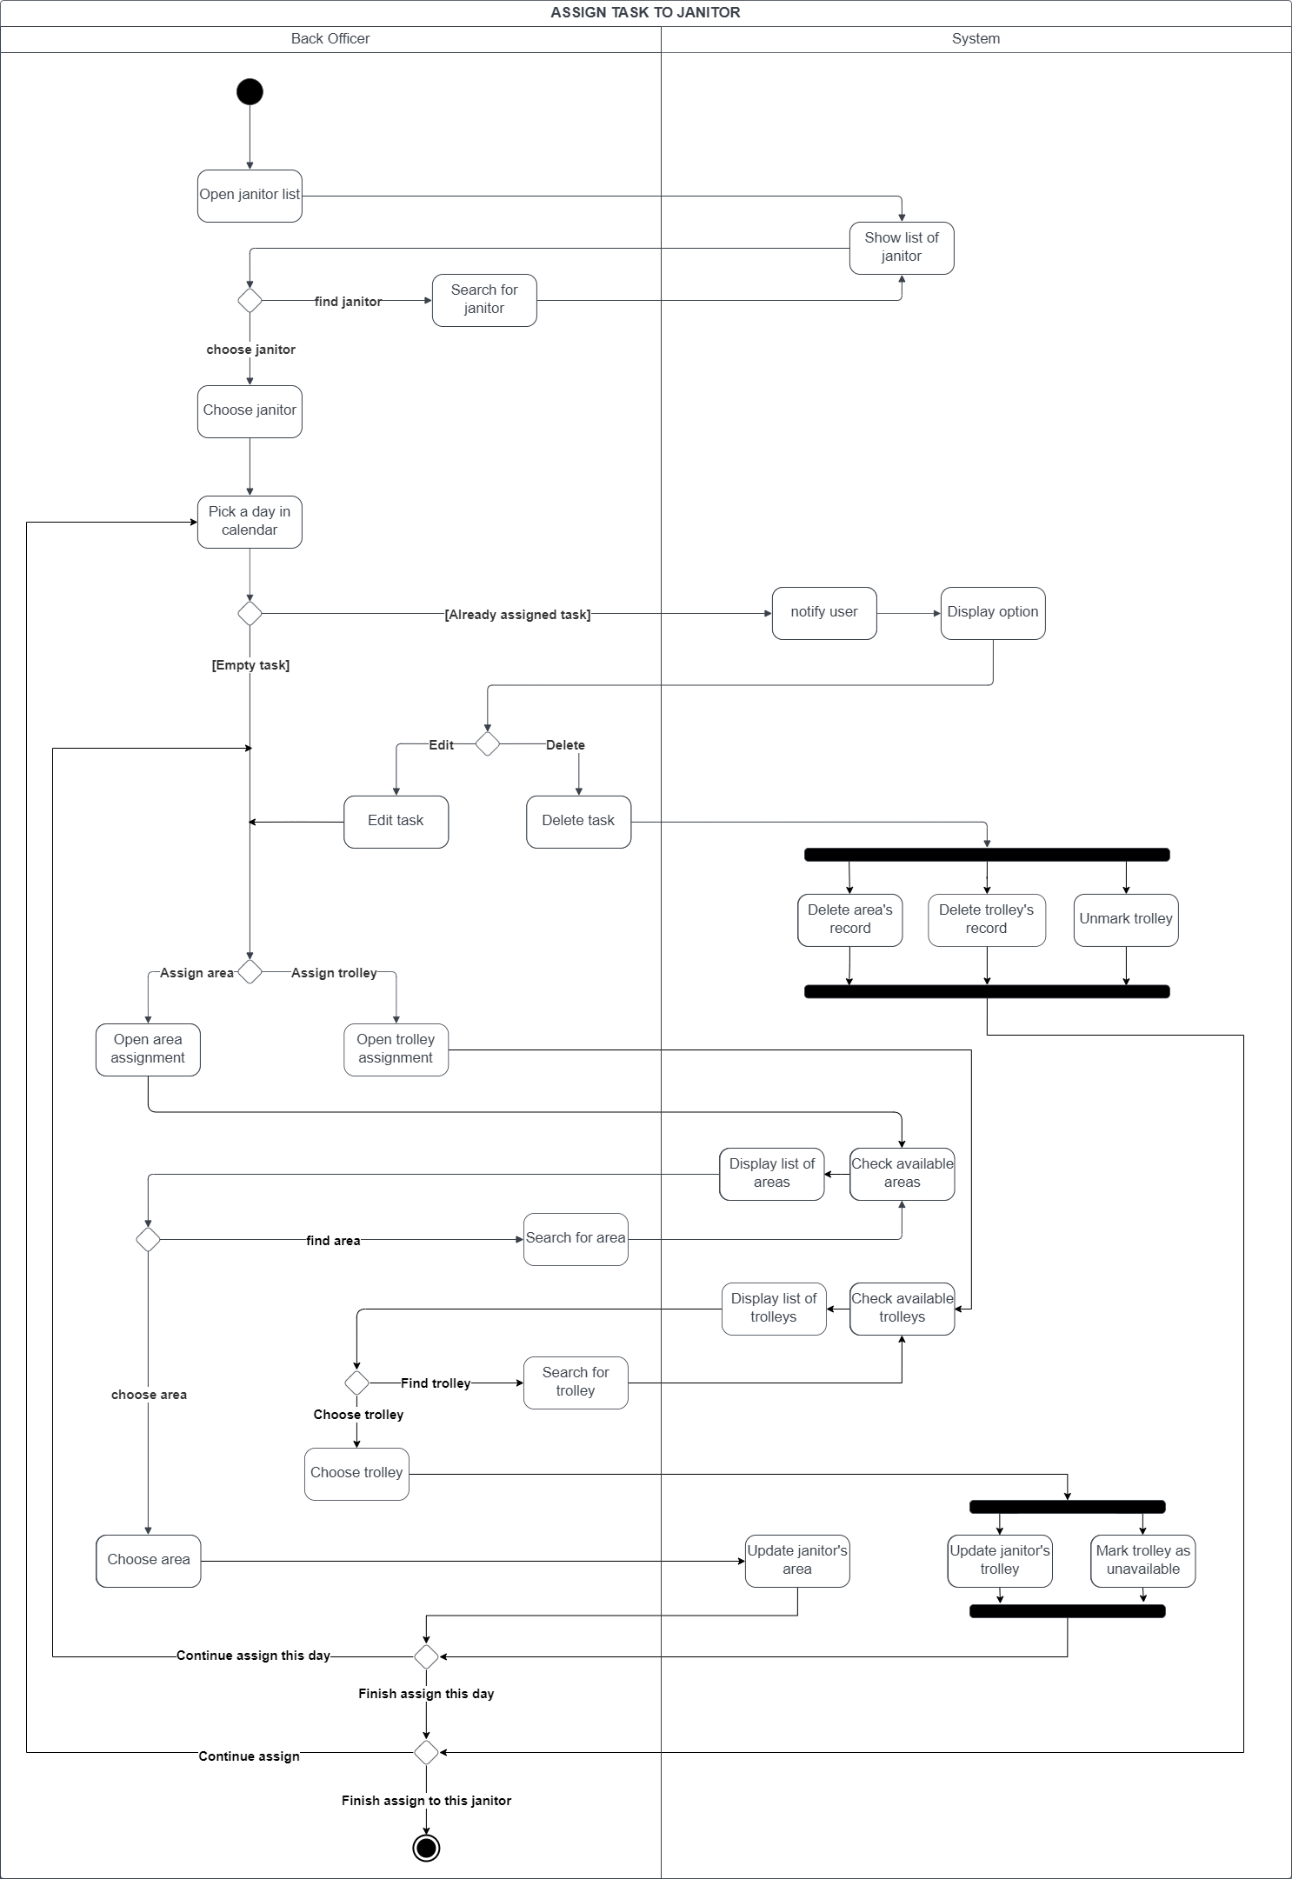 ASSIGN TASK TO JANITOR
Back Officer
System
Open janitor list
Show list of
janitor
find janitor
Search for
janitor
choose janitor
Choose janitor
Pick a day in
calendar
[Already assigned task]
notify user
Display option
[Empty task]
Edit
Delete
Edit task
Delete task
Delete area's
record
Delete trolley's
record
Unmark trolley
Assign area
Assign trolley
Open area
assignment
Open trolley
assignment
Display list of
areas
Check available
areas
find area
Search for area
Display list of
trolleys
Check available
trolleys
Find trolley
Search for
trolley
choose area
Choose trolley
Choose trolley
Choose area
Update janitor's
area
Update janitor's
trolley
Mark trolley as
unavailable
Continue assign this day
Finish assign this day
Continue assign
Finish assign to this janitor